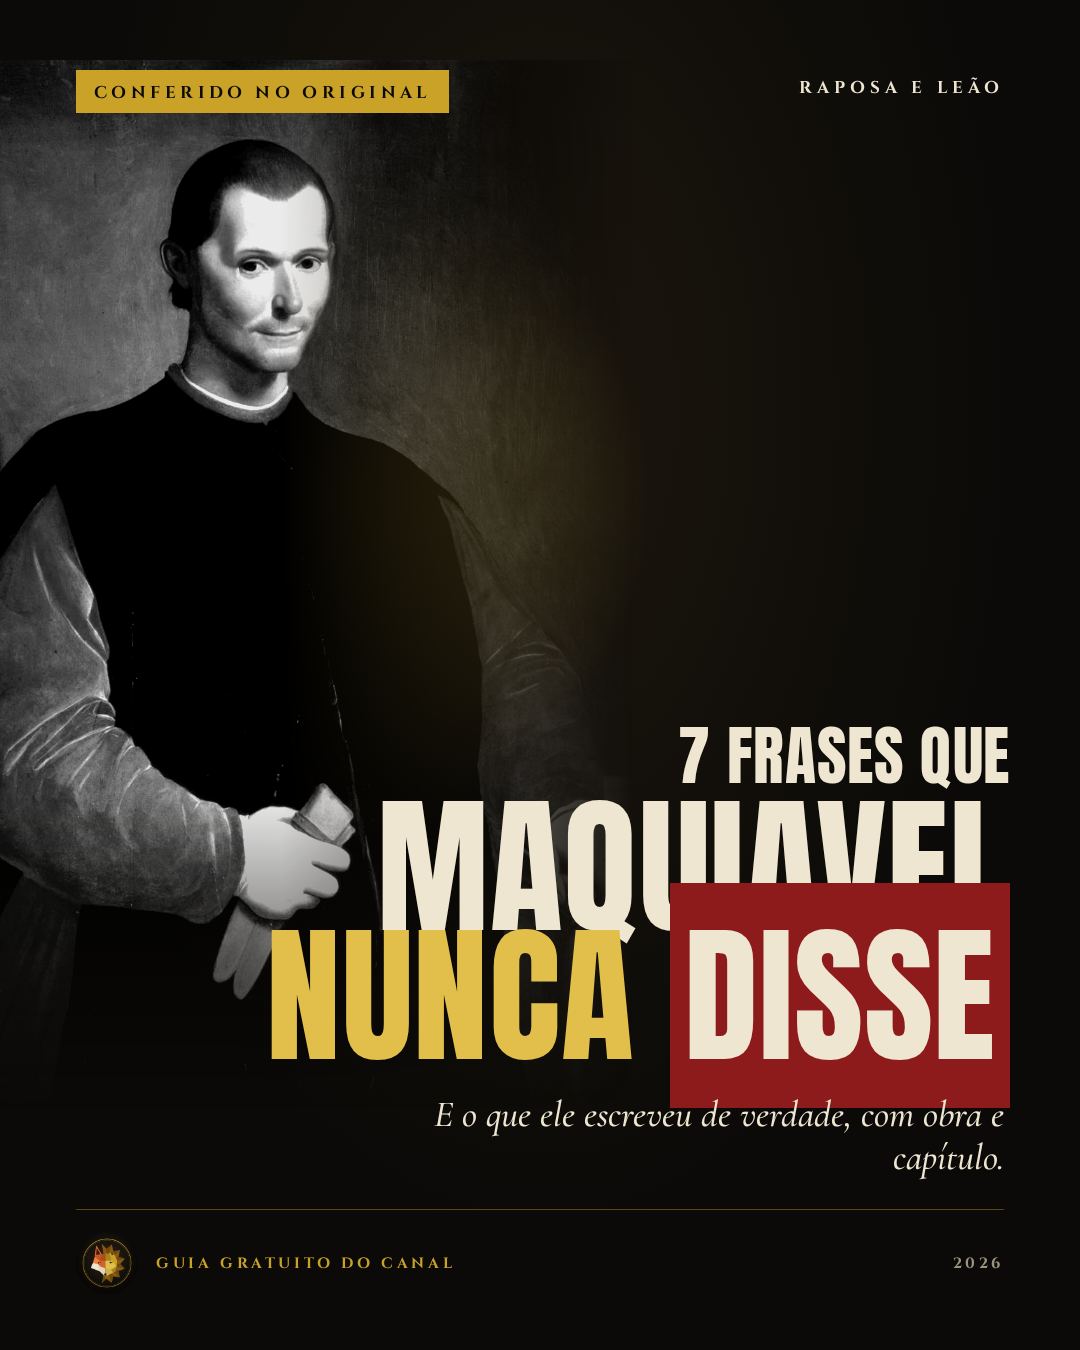 CONFERIDO NO ORIGINAL
RAPOSA E LEÃO
7 FRASES QUE
MAQUIAVEL
NUNCA DISSE
E o que ele escreveu de verdade, com obra e
capítulo.
GUIA GRATUITO DO CANAL
2026